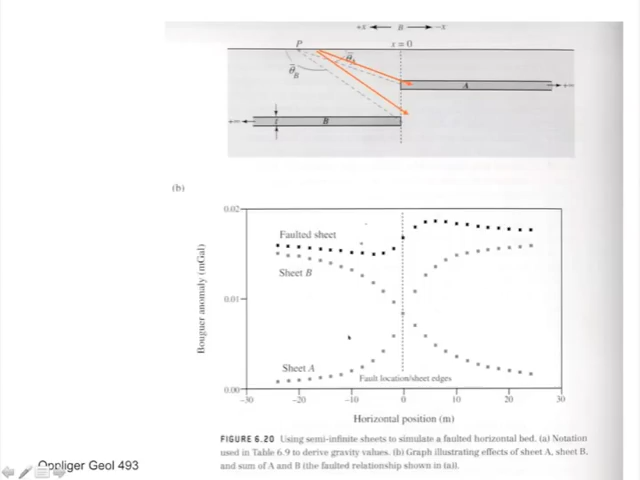 +x B −x
P x = 0
θ̄A
θ̄B
A +∞
+∞ t B
(b)
0.02
Faulted sheet
Sheet B
Bouguer anomaly (mGal)
0.01
Sheet A
Fault location/sheet edges
0.00
−30 −20 −10 0 10 20 30
Horizontal position (m)
FIGURE 6.20 Using semi-infinite sheets to simulate a faulted horizontal bed. (a) Notation
used in Table 6.9 to derive gravity values. (b) Graph illustrating effects of sheet A, sheet B,
and sum of A and B (the faulted relationship shown in (a)).
Oppliger Geol 493